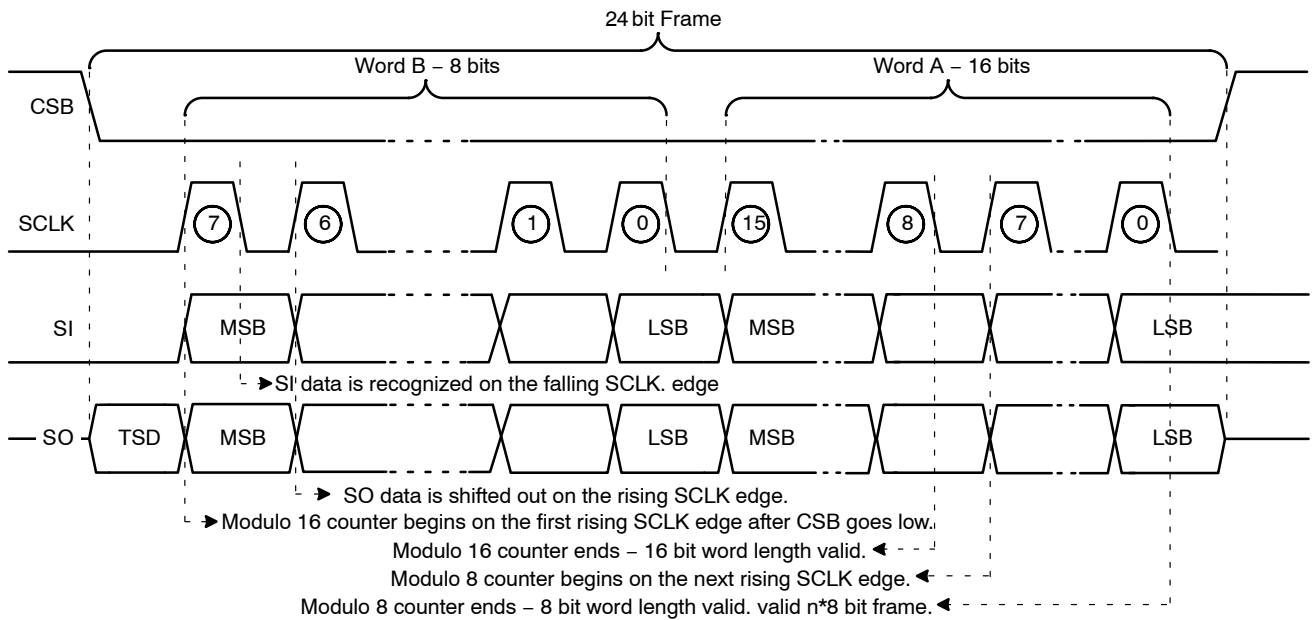 24 bit Frame
Word B – 8 bits
Word A – 16 bits
CSB
SCLK
7
6
1
0
15
8
7
0
SI
MSB
LSB
MSB
LSB
SI data is recognized on the falling SCLK. edge
SO
TSD
MSB
LSB
MSB
LSB
SO data is shifted out on the rising SCLK edge.
Modulo 16 counter begins on the first rising SCLK edge after CSB goes low.
Modulo 16 counter ends – 16 bit word length valid.
Modulo 8 counter begins on the next rising SCLK edge.
Modulo 8 counter ends – 8 bit word length valid. valid n*8 bit frame.